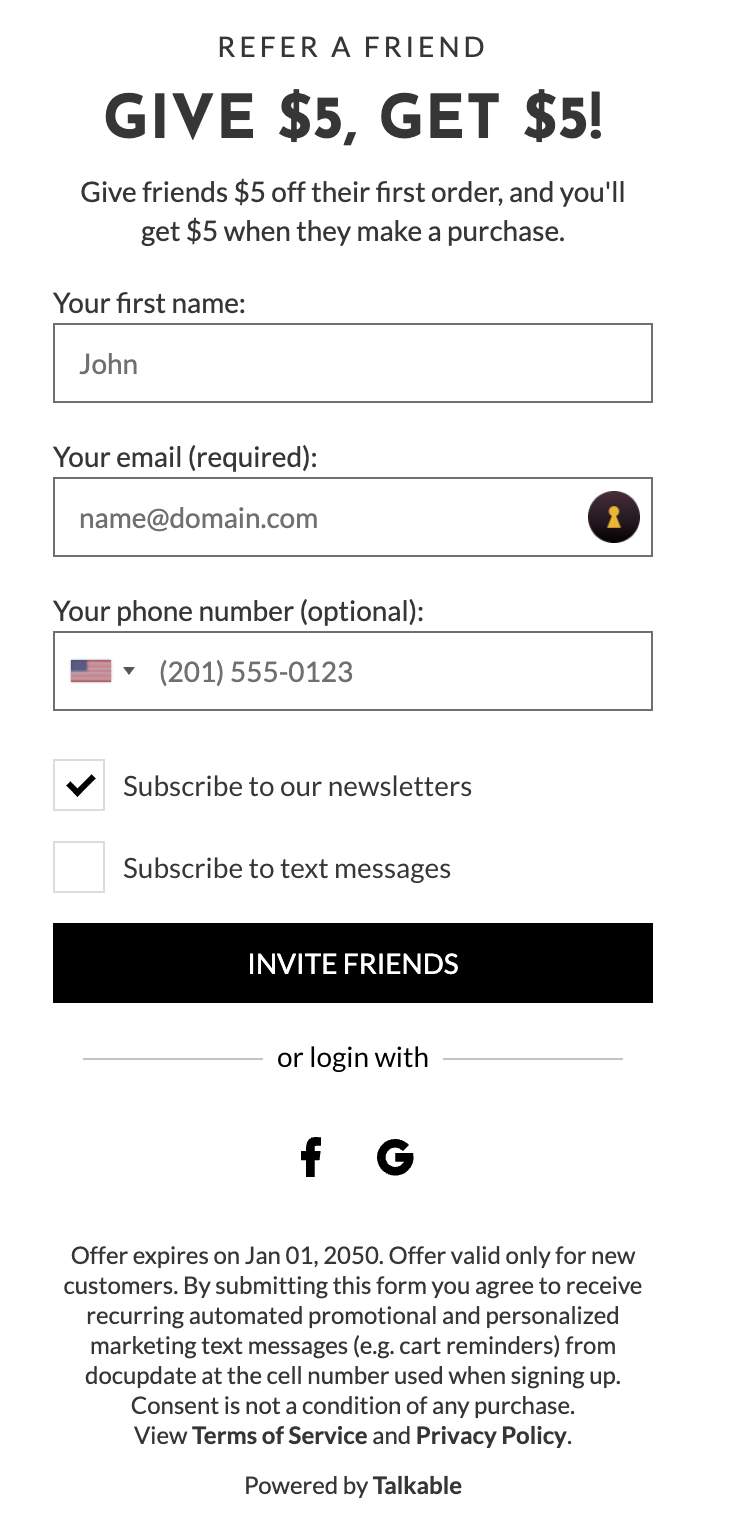 REFER A FRIEND
GIVE $5, GET $5!
Give friends $5 off their first order, and you'll
get $5 when they make a purchase.
Your first name:
John
Your email (required):
name@domain.com
Your phone number (optional):
(201) 555-0123
Subscribe to our newsletters
Subscribe to text messages
INVITE FRIENDS
or login with
f G
Offer expires on Jan 01, 2050. Offer valid only for new
customers. By submitting this form you agree to receive
recurring automated promotional and personalized
marketing text messages (e.g. cart reminders) from
docupdate at the cell number used when signing up.
Consent is not a condition of any purchase.
View Terms of Service and Privacy Policy.
Powered by Talkable